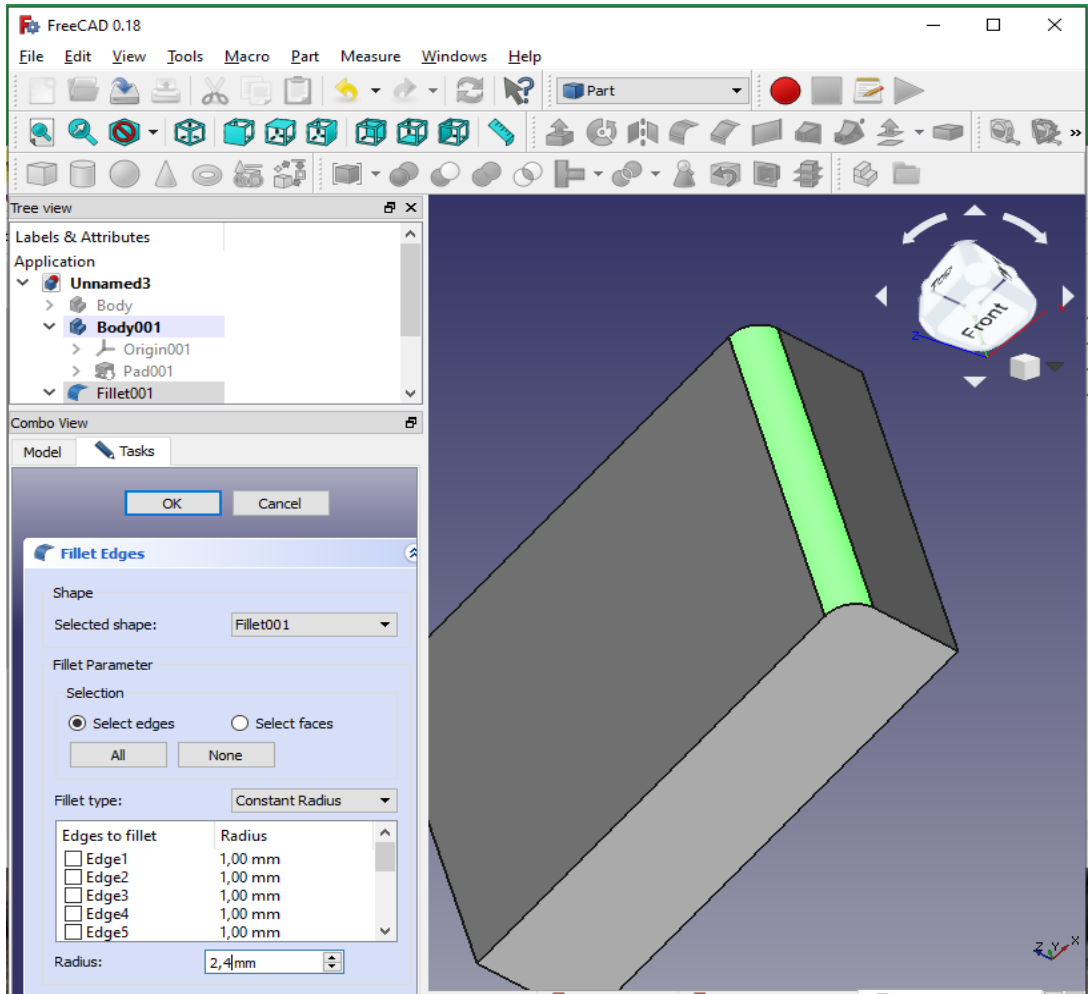 FreeCAD 0.18
File Edit View Tools Macro Part Measure Windows Help
Part
Tree view
Labels & Attributes
Application
Unnamed3
Body
Body001
Origin001
Pad001
Fillet001
Combo View
Model Tasks
OK Cancel
Fillet Edges
Shape
Selected shape: Fillet001
Fillet Parameter
Selection
Select edges Select faces
All None
Fillet type: Constant Radius
Edges to fillet Radius
Edge1 1,00 mm
Edge2 1,00 mm
Edge3 1,00 mm
Edge4 1,00 mm
Edge5 1,00 mm
Radius: 2,4mm
Front
Z
X
Z Y X